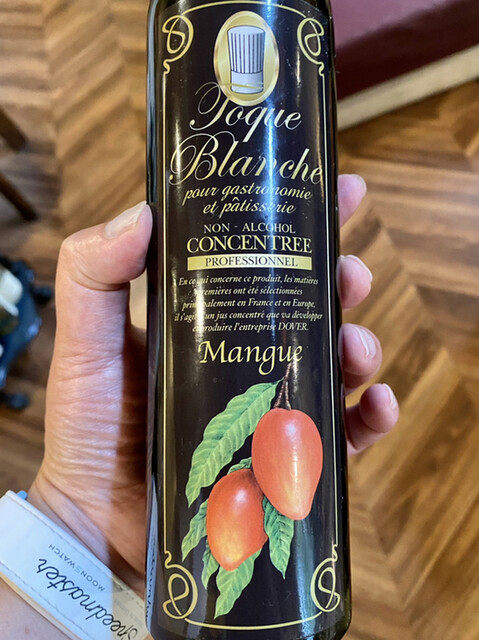 Toque
Blanche
pour gastronomie
et pâtisserie
NON - ALCOHOL
CONCENTREE
PROFESSIONNEL
En ce qui concerne ce produit, les matières
premières ont été sélectionnées
principalement en France et en Europe,
il s'agit d'un jus concentré que va développer
et produire l'entreprise DOVER.
Mangue
Speedmaster
MOONSWATCH